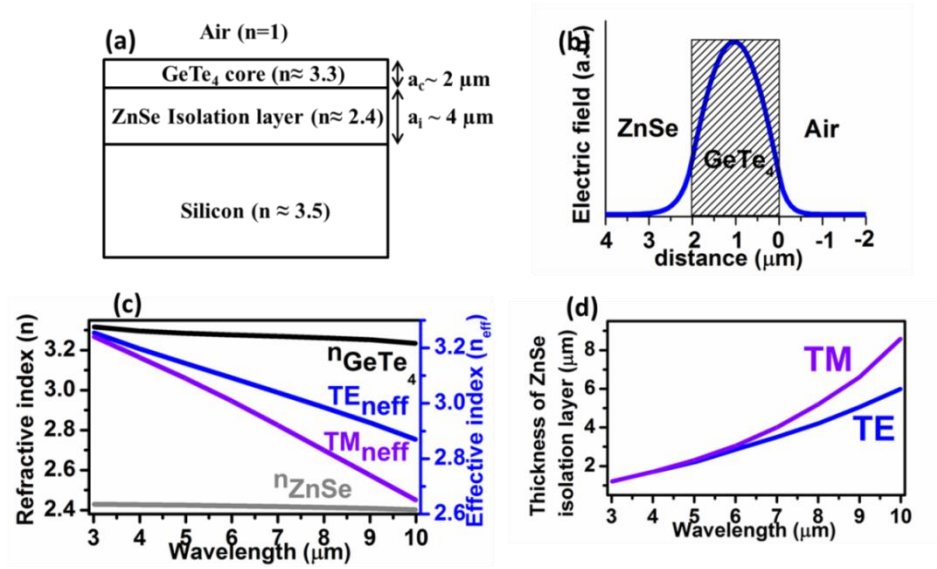 (a)
Air (n=1)
GeTe4 core (n≈ 3.3)
ac~ 2 μm
ZnSe Isolation layer (n≈ 2.4)
ai ~ 4 μm
Silicon (n ≈ 3.5)
(b)
Electric field (a.u.)
ZnSe
GeTe4
Air
4 3 2 1 0 -1 -2
distance (μm)
(c)
Refractive index (n)
3.2
3.0
2.8
2.6
2.4
nGeTe4
TEneff
TMneff
nZnSe
3.2
3.0
2.8
2.6
Effective index (neff)
3 4 5 6 7 8 9 10
Wavelength (μm)
(d)
Thickness of ZnSe
isolation layer (μm)
8
6
4
2
TM
TE
3 4 5 6 7 8 9 10
Wavelength (μm)